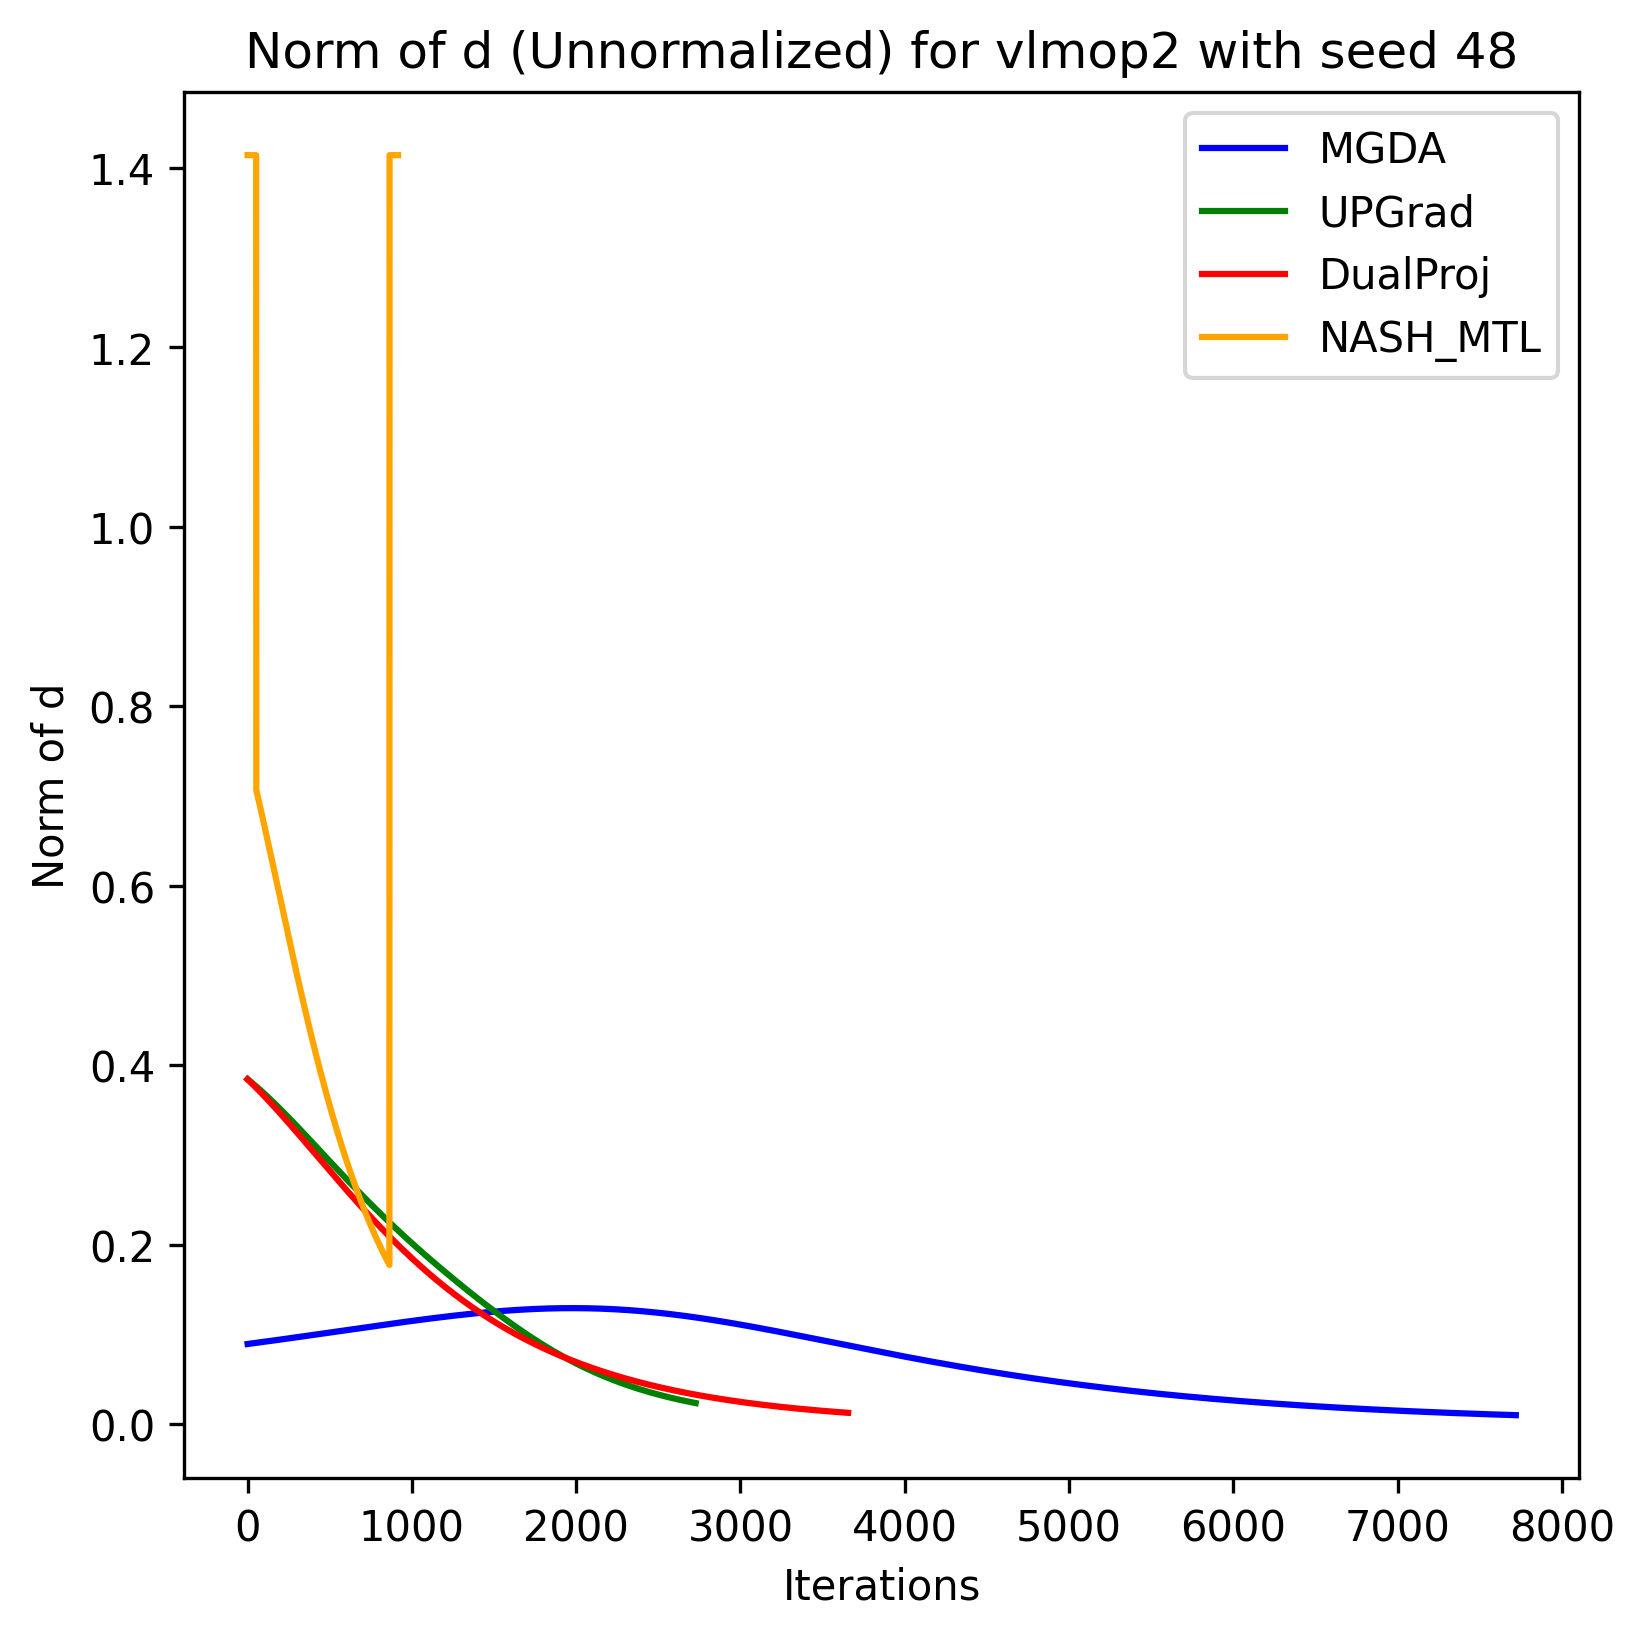 Norm of d (Unnormalized) for vlmop2 with seed 48
MGDA
UPGrad
DualProj
NASH_MTL
1.4
1.2
1.0
0.8
0.6
0.4
0.2
0.0
Norm of d
0 1000 2000 3000 4000 5000 6000 7000 8000
Iterations